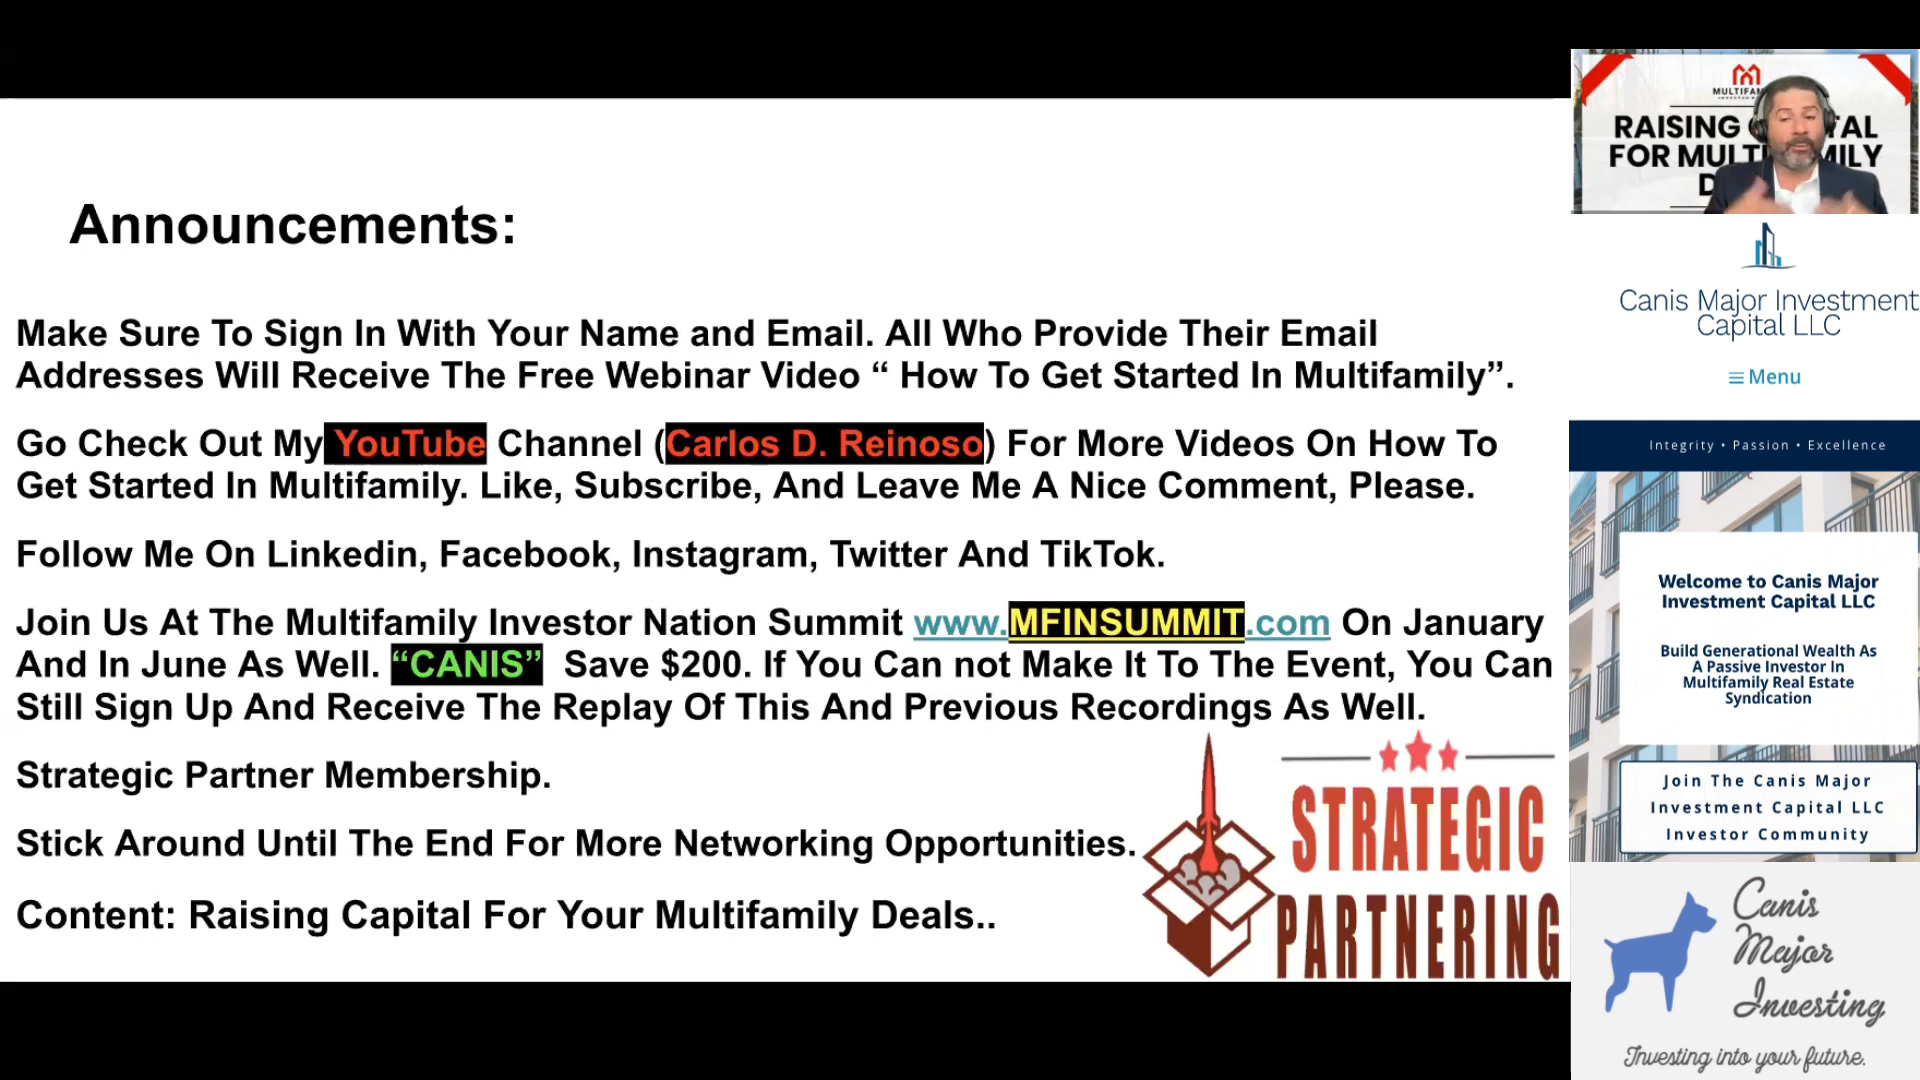 Announcements:
Make Sure To Sign In With Your Name and Email. All Who Provide Their Email
Addresses Will Receive The Free Webinar Video “ How To Get Started In Multifamily”.
Go Check Out My YouTube Channel (Carlos D. Reinoso) For More Videos On How To
Get Started In Multifamily. Like, Subscribe, And Leave Me A Nice Comment, Please.
Follow Me On Linkedin, Facebook, Instagram, Twitter And TikTok.
Join Us At The Multifamily Investor Nation Summit www.MFINSUMMIT.com On January
And In June As Well. “CANIS” Save $200. If You Can not Make It To The Event, You Can
Still Sign Up And Receive The Replay Of This And Previous Recordings As Well.
Strategic Partner Membership.
Stick Around Until The End For More Networking Opportunities.
Content: Raising Capital For Your Multifamily Deals..
STRATEGIC
PARTNERING
RAISING
FOR
Canis Major Investment
Capital LLC
Menu
Integrity • Passion • Excellence
Welcome to Canis Major
Investment Capital LLC
Build Generational Wealth As
A Passive Investor In
Multifamily Real Estate
Syndication
Join The Canis Major
Investment Capital LLC
Investor Community
Canis
Major
Investing
Investing into your future.